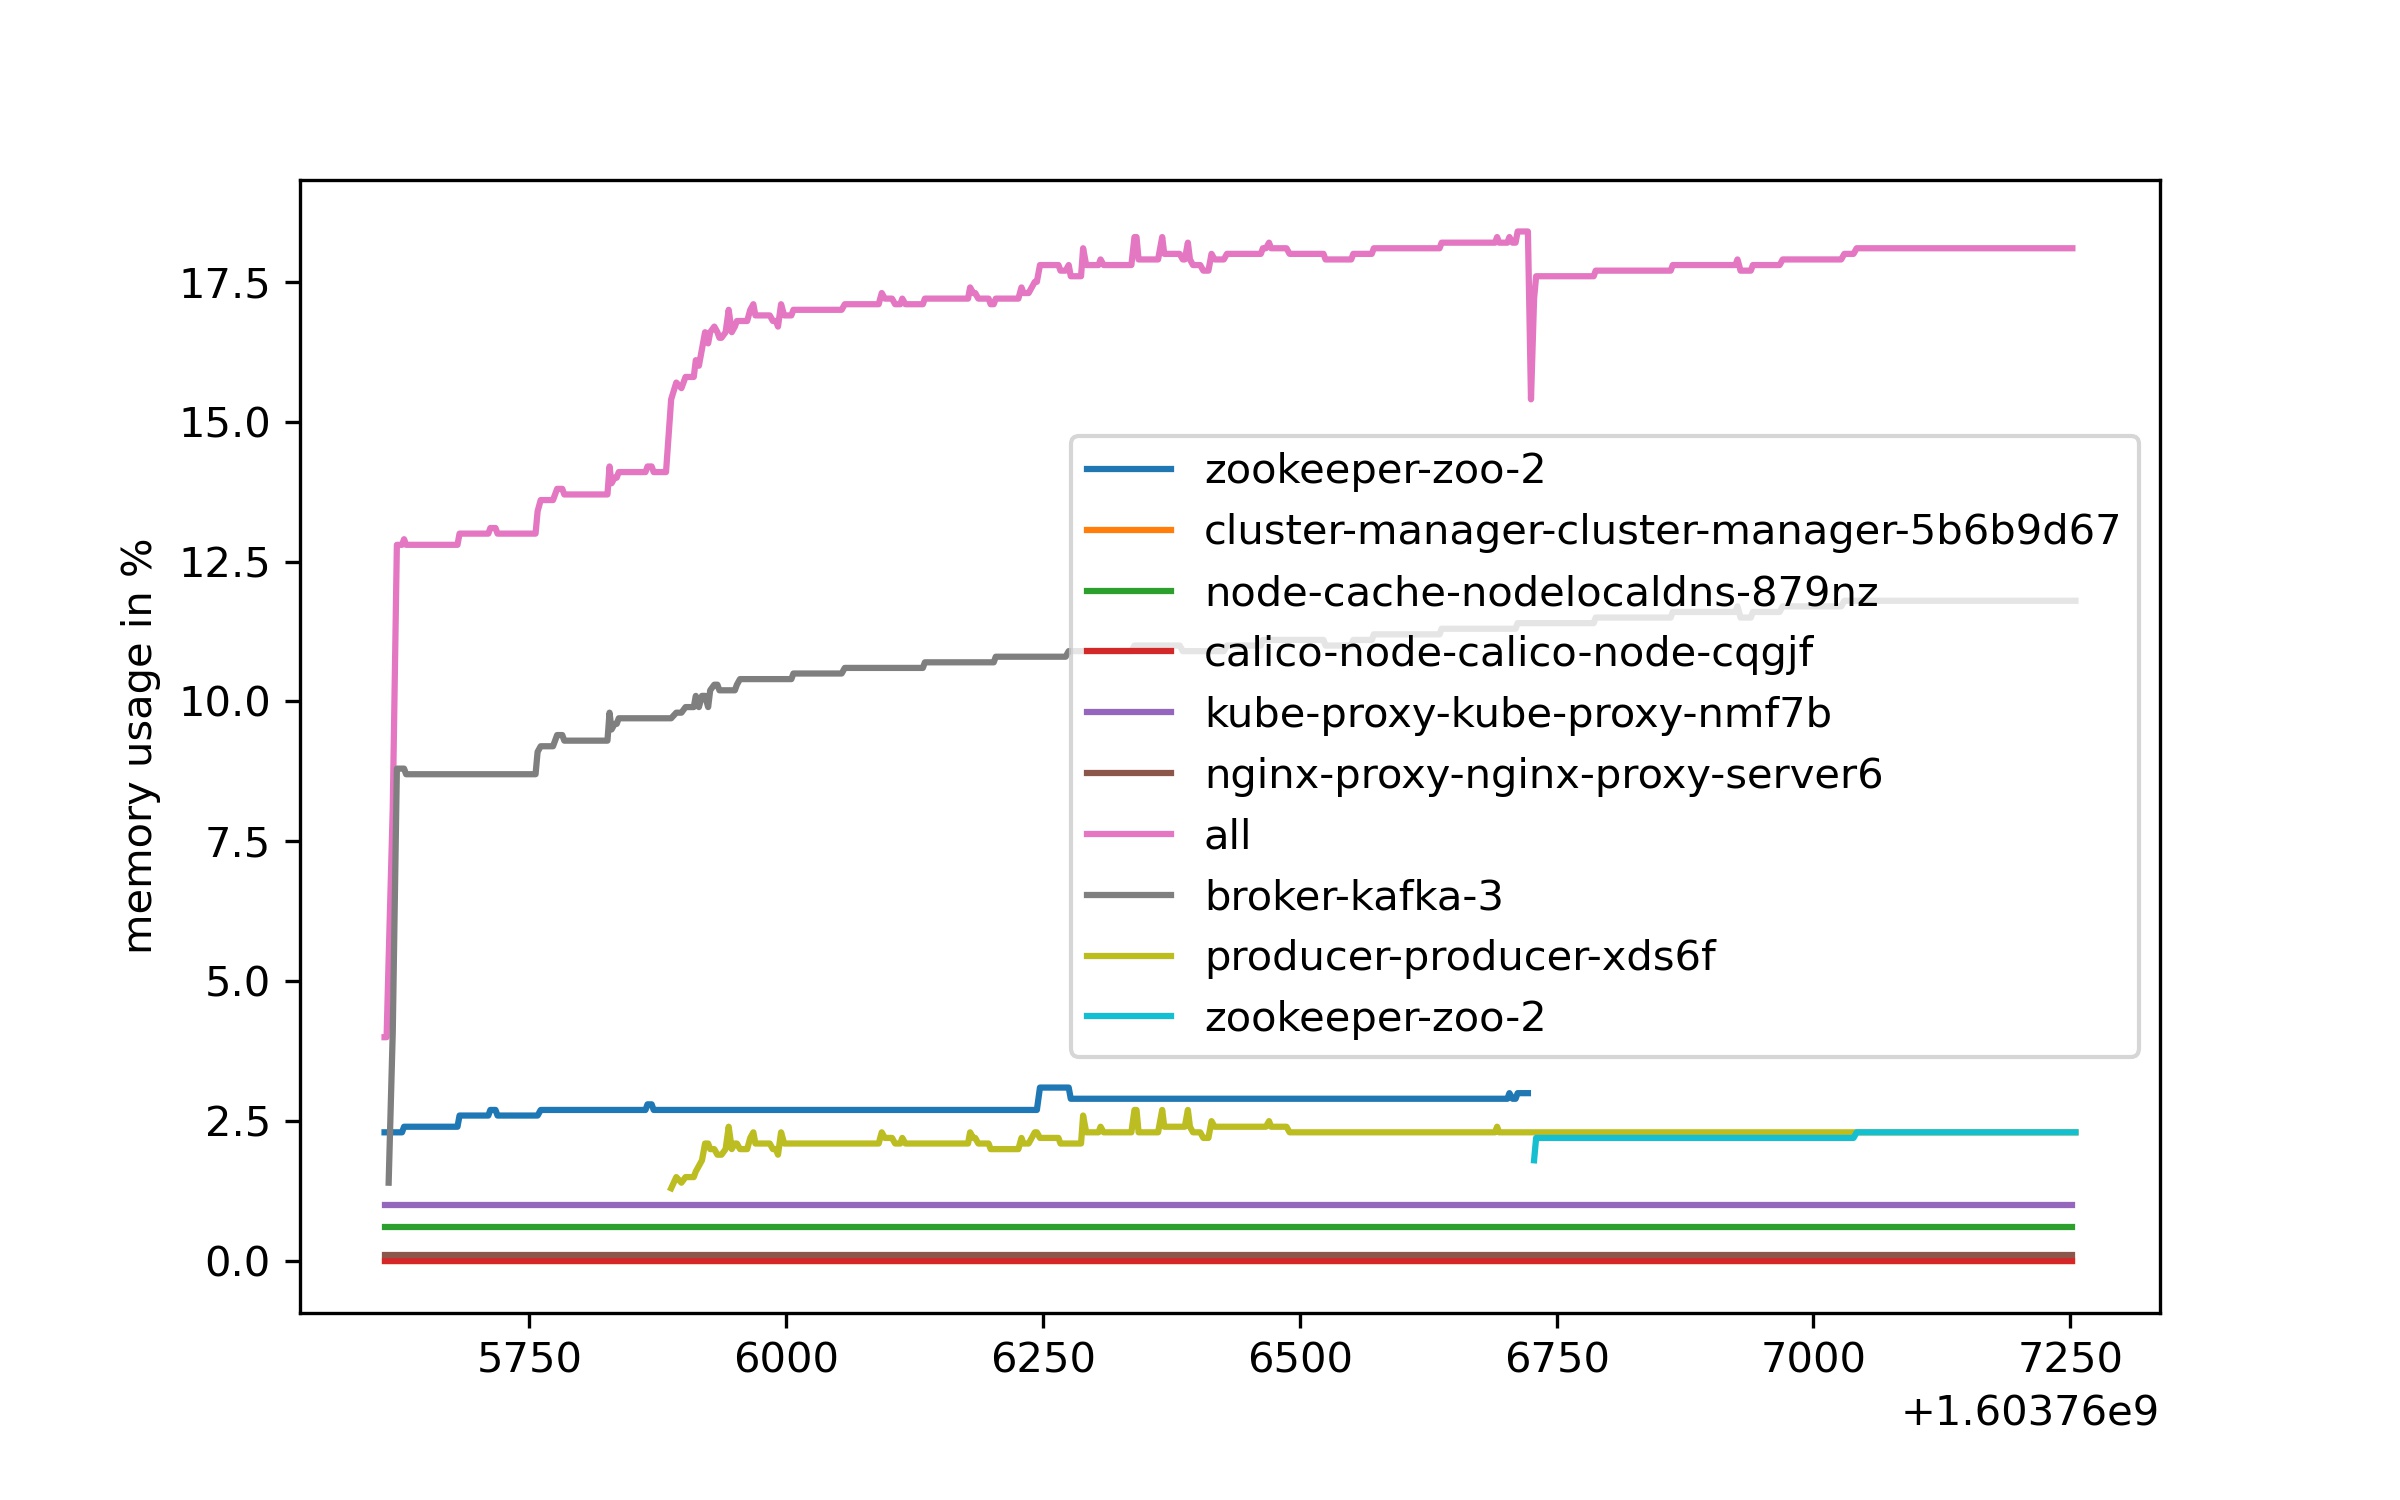 memory usage in %
17.5
15.0
12.5
10.0
7.5
5.0
2.5
0.0
zookeeper-zoo-2
cluster-manager-cluster-manager-5b6b9d67
node-cache-nodelocaldns-879nz
calico-node-calico-node-cqgjf
kube-proxy-kube-proxy-nmf7b
nginx-proxy-nginx-proxy-server6
all
broker-kafka-3
producer-producer-xds6f
zookeeper-zoo-2
5750 6000 6250 6500 6750 7000 7250
+1.60376e9